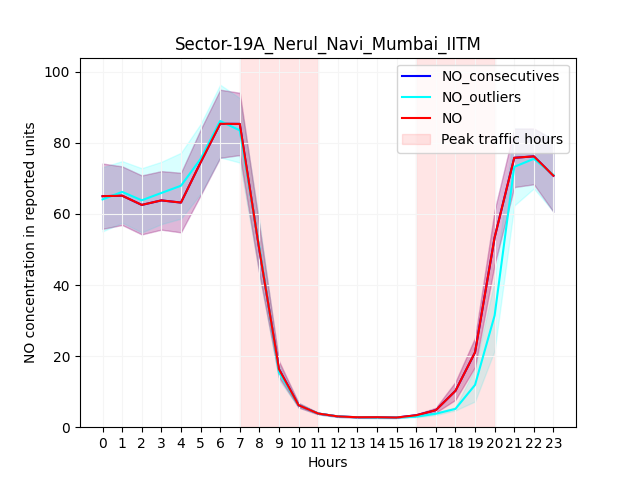 Sector-19A_Nerul_Navi_Mumbai_IITM
NO_consecutives
NO_outliers
NO
Peak traffic hours
NO concentration in reported units
100
80
60
40
20
0
0 1 2 3 4 5 6 7 8 9 10 11 12 13 14 15 16 17 18 19 20 21 22 23
Hours